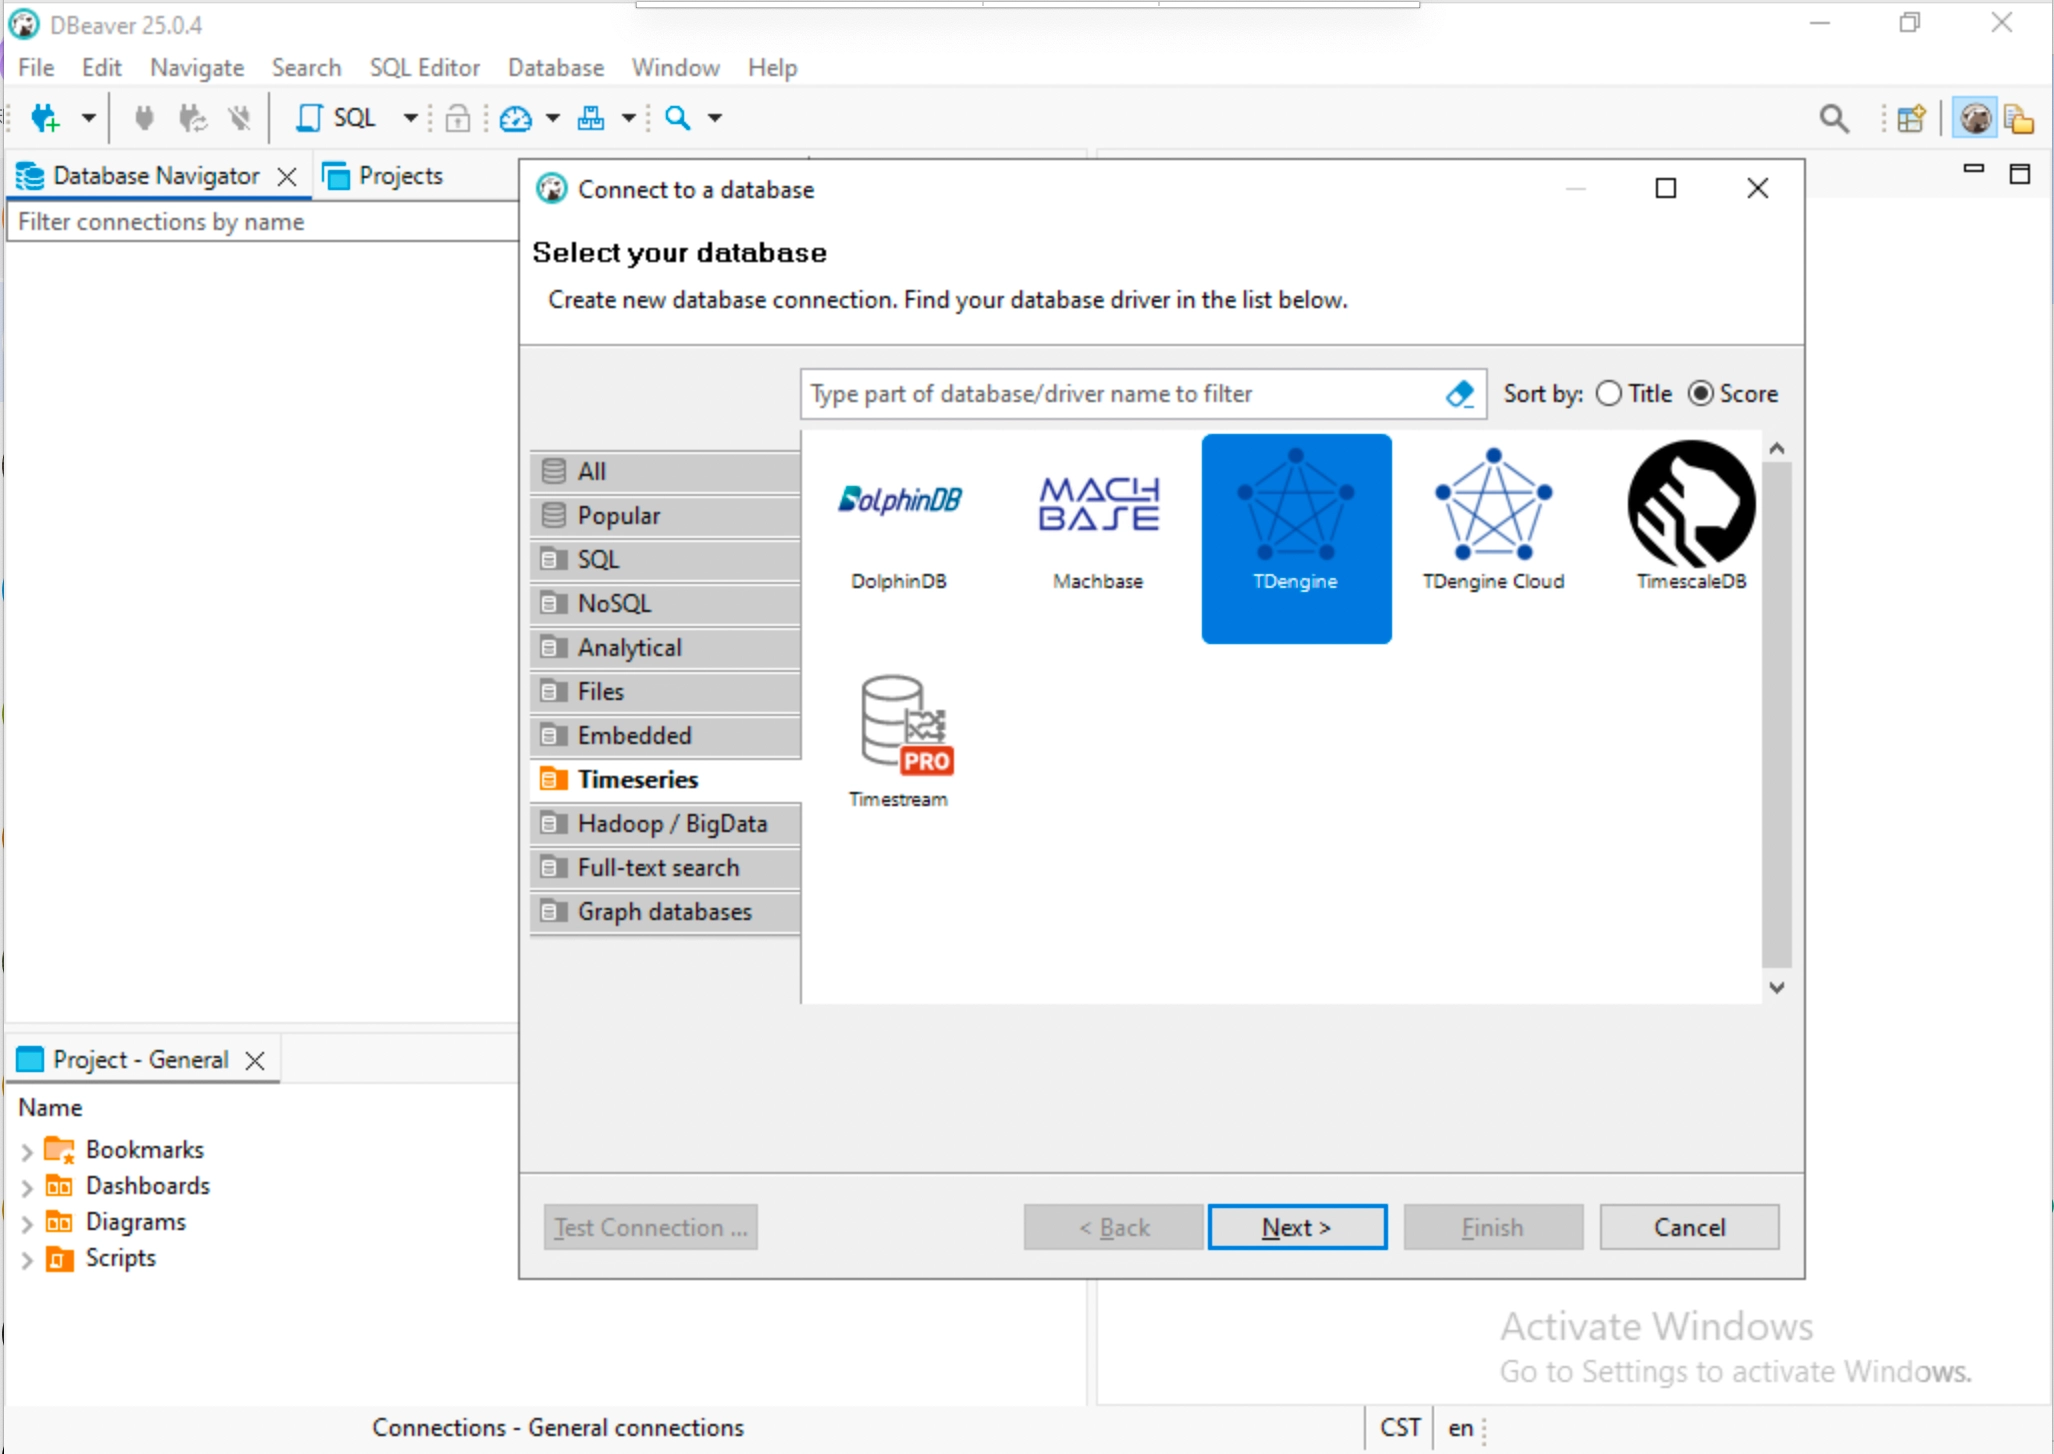 DBeaver 25.0.4
File Edit Navigate Search SQL Editor Database Window Help
SQL
Database Navigator Projects
Filter connections by name
Connect to a database
Select your database
Create new database connection. Find your database driver in the list below.
Type part of database/driver name to filter
Sort by: Title Score
All
Popular
SQL
NoSQL
Analytical
Files
Embedded
Timeseries
Hadoop / BigData
Full-text search
Graph databases
DolphinDB
MACH
BASE
DolphinDB Machbase TDengine TDengine Cloud TimescaleDB
PRO
Timestream
Test Connection ... < Back Next > Finish Cancel
Project - General
Name
Bookmarks
Dashboards
Diagrams
Scripts
Activate Windows
Go to Settings to activate Windows.
Connections - General connections
CST en